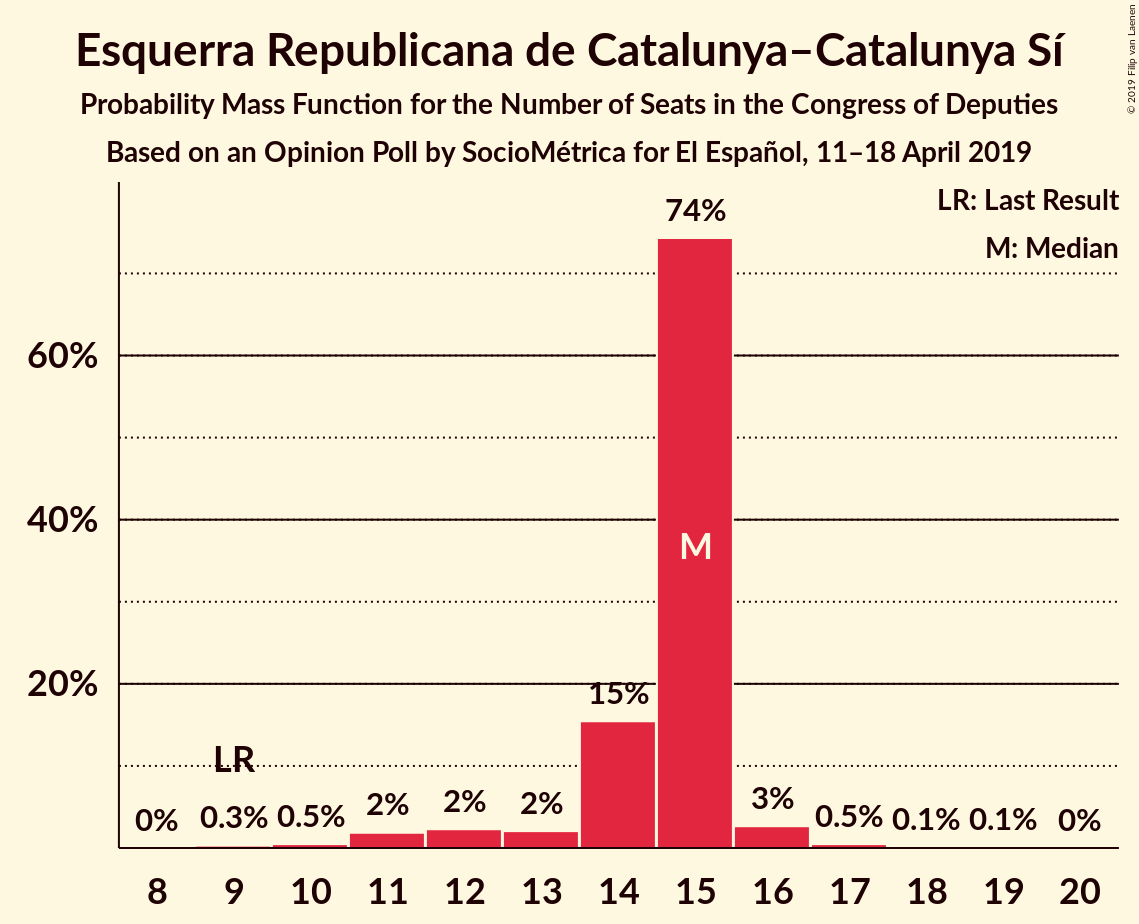 Esquerra Republicana de Catalunya–Catalunya Sí
Probability Mass Function for the Number of Seats in the Congress of Deputies
Based on an Opinion Poll by SocioMétrica for El Español, 11–18 April 2019
© 2019 Filip van Laenen
LR: Last Result
M: Median
74%
60%
40%
M
20%
15%
LR
0% 0.3% 0.5% 2% 2% 2% 3% 0.5% 0.1% 0.1% 0%
8 9 10 11 12 13 14 15 16 17 18 19 20